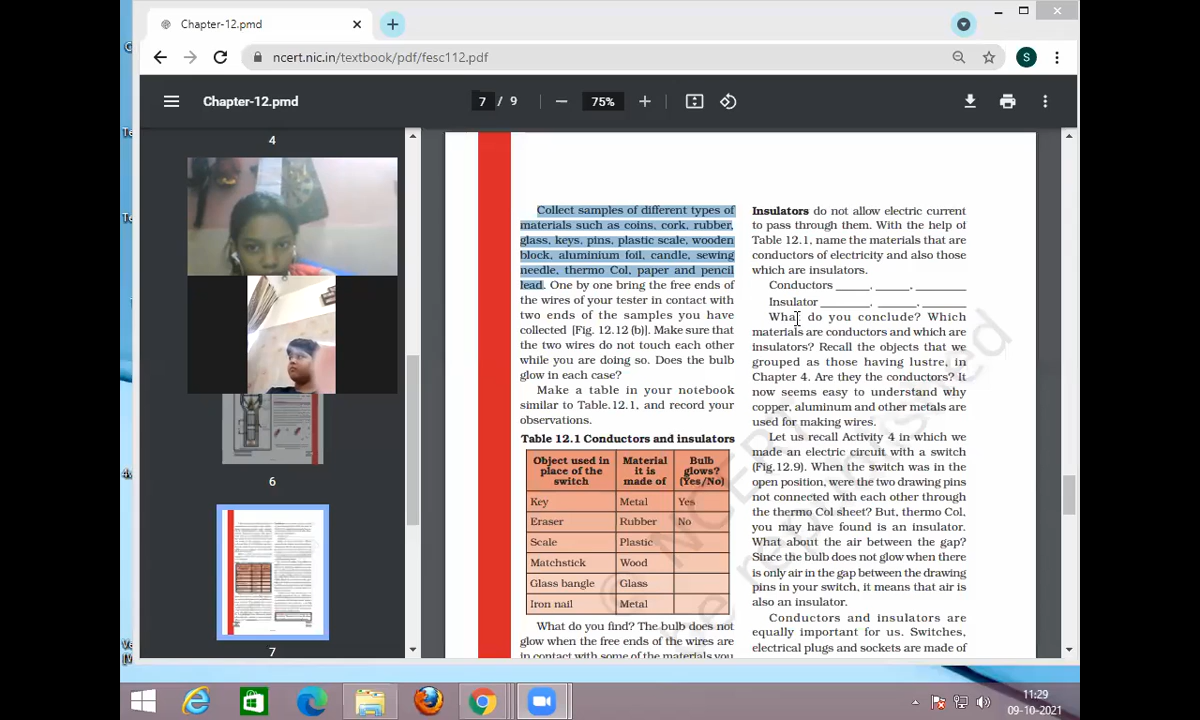 Chapter-12.pmd
ncert.nic.in/textbook/pdf/fesc112.pdf
S
Chapter-12.pmd
7 / 9
75%
4
6
7
Collect samples of different types of
materials such as coins, cork, rubber,
glass, keys, pins, plastic scale, wooden
block, aluminium foil, candle, sewing
needle, thermo Col, paper and pencil
lead. One by one bring the free ends of
the wires of your tester in contact with
two ends of the samples you have
collected [Fig. 12.12 (b)]. Make sure that
the two wires do not touch each other
while you are doing so. Does the bulb
glow in each case?
Make a table in your notebook
similar to Table.12.1, and record your
observations.
Table 12.1 Conductors and insulators
Object used in place of the switch Material it is made of Bulb glows? (Yes/No)
Key Metal Yes
Eraser Rubber No
Scale Plastic
Matchstick Wood
Glass bangle Glass
Iron nail Metal
What do you find? The bulb does not
glow when the free ends of the wires are
in contact with some of the materials you
Insulators do not allow electric current
to pass through them. With the help of
Table 12.1, name the materials that are
conductors of electricity and also those
which are insulators.
Conductors ______, ______, _________
Insulator _________, _______, ________
What do you conclude? Which
materials are conductors and which are
insulators? Recall the objects that we
grouped as those having lustre, in
Chapter 4. Are they the conductors? It
now seems easy to understand why
copper, aluminum and other metals are
used for making wires.
Let us recall Activity 4 in which we
made an electric circuit with a switch
(Fig.12.9). When the switch was in the
open position, were the two drawing pins
not connected with each other through
the thermo Col sheet? But, thermo Col,
you may have found is an insulator.
What about the air between the gap?
Since the bulb does not glow when there
is only air in the gap between the drawing
pins in your switch, it means that air is
also an insulator.
Conductors and insulators are
equally important for us. Switches,
electrical plugs and sockets are made of
© NCERT
11:29
09-10-2021